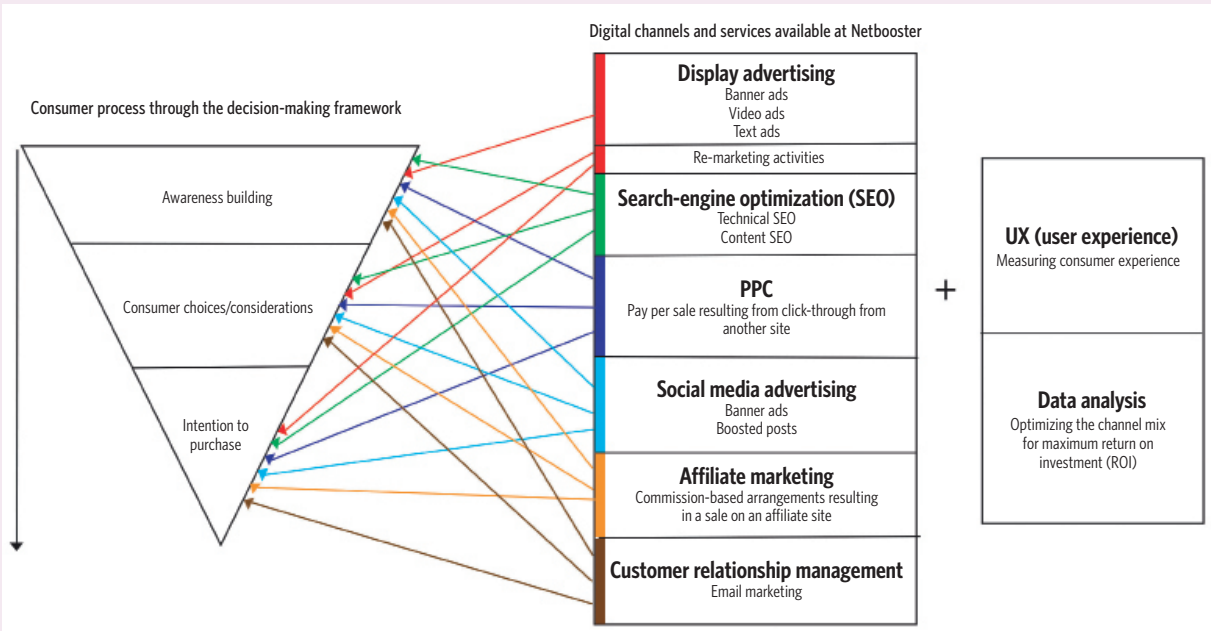 Digital channels and services available at Netbooster
Consumer process through the decision-making framework
Awareness building
Consumer choices/considerations
Intention to
purchase
Display advertising
Banner ads
Video ads
Text ads
Re-marketing activities
Search-engine optimization (SEO)
Technical SEO
Content SEO
PPC
Pay per sale resulting from click-through from
another site
Social media advertising
Banner ads
Boosted posts
Affiliate marketing
Commission-based arrangements resulting
in a sale on an affiliate site
Customer relationship management
Email marketing
+
UX (user experience)
Measuring consumer experience
Data analysis
Optimizing the channel mix
for maximum return on
investment (ROI)